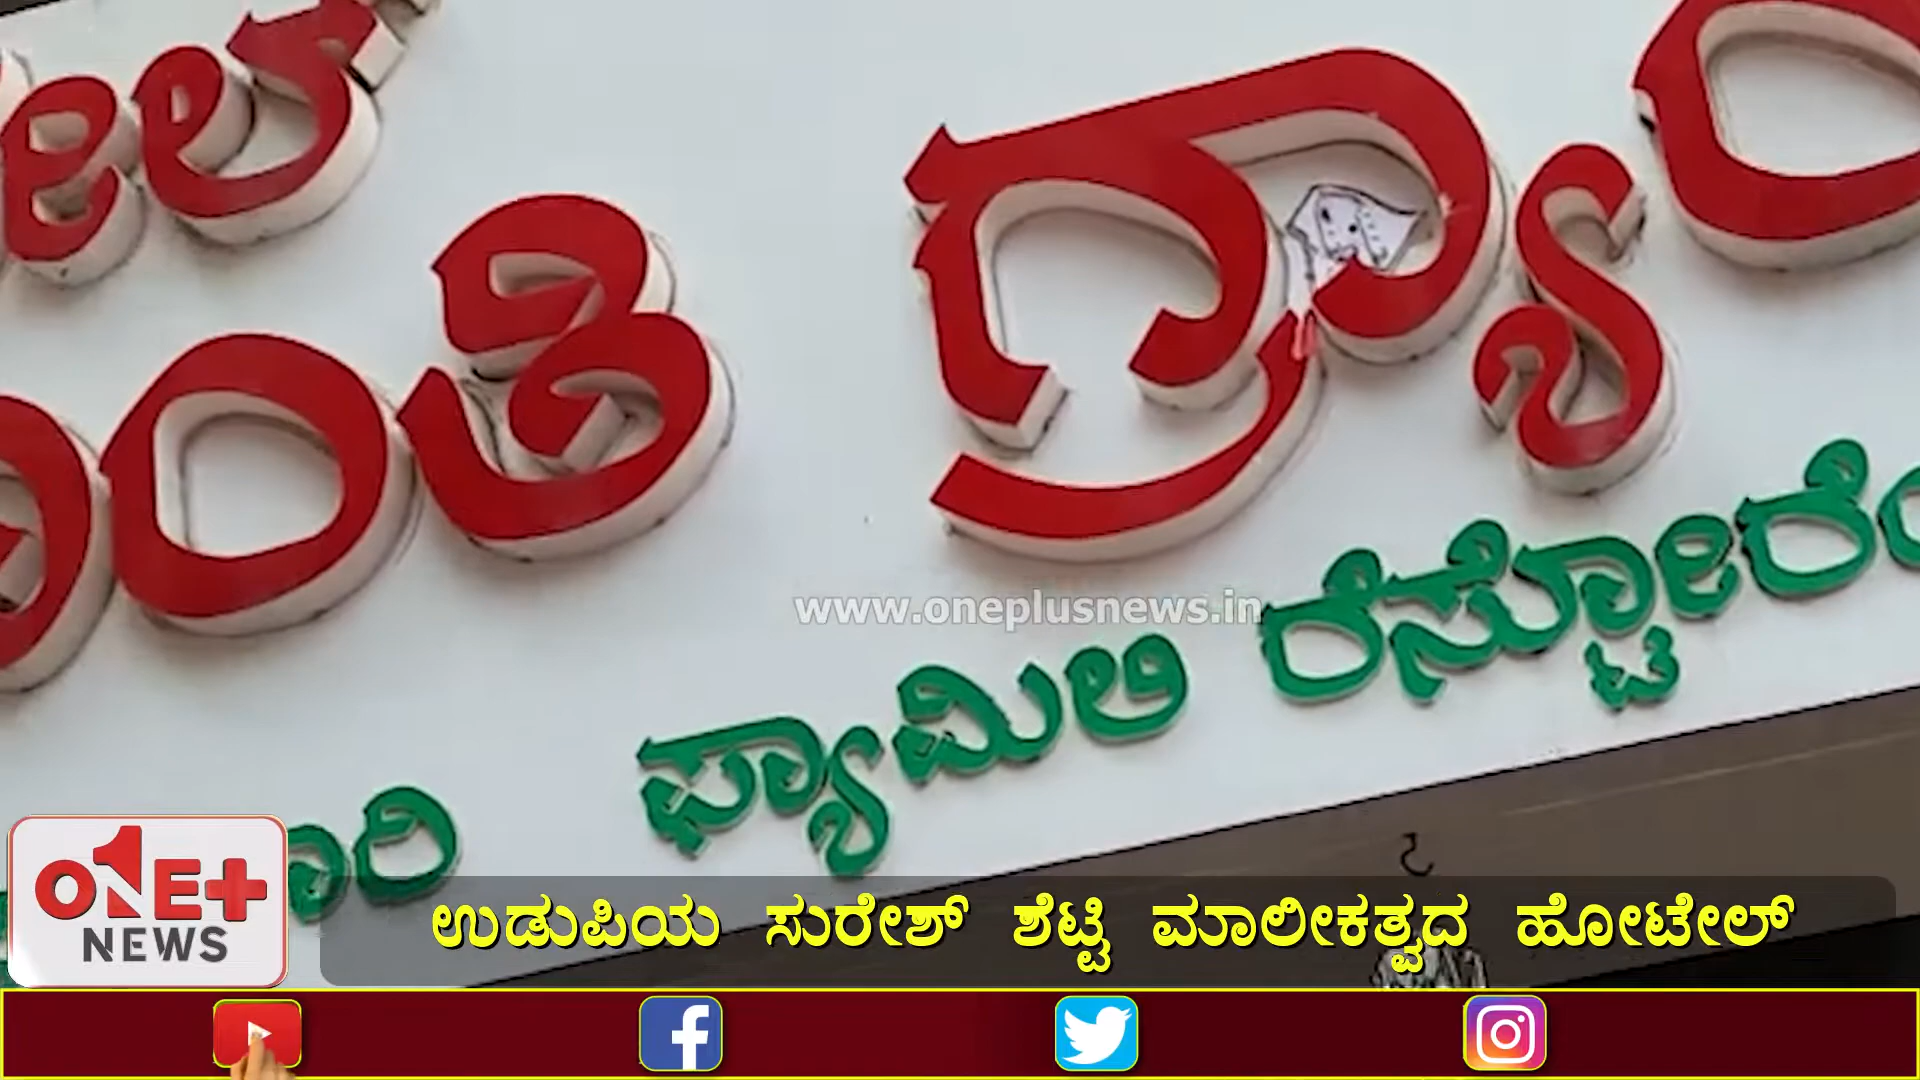 ಗ್ರ್ಯಾಂ
ಫ್ಯಾಮಿಲಿ ರೆಸ್ಟೋರೆಂ
www.oneplusnews.in
ONE+
NEWS
ಉಡುಪಿಯ ಸುರೇಶ್ ಶೆಟ್ಟಿ ಮಾಲೀಕತ್ವದ ಹೋಟೇಲ್